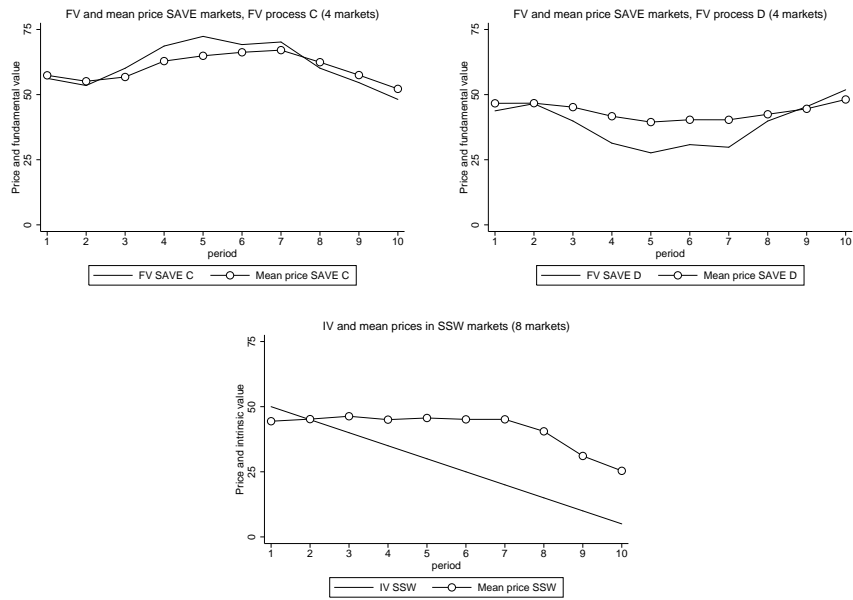 FV and mean price SAVE markets, FV process C (4 markets)
Price and fundamental value
75
50
25
0
1 2 3 4 5 6 7 8 9 10
period
FV SAVE C Mean price SAVE C
FV and mean price SAVE markets, FV process D (4 markets)
Price and fundamental value
75
50
25
0
1 2 3 4 5 6 7 8 9 10
period
FV SAVE D Mean price SAVE D
IV and mean prices in SSW markets (8 markets)
Price and intrinsic value
75
50
25
0
1 2 3 4 5 6 7 8 9 10
period
IV SSW Mean price SSW